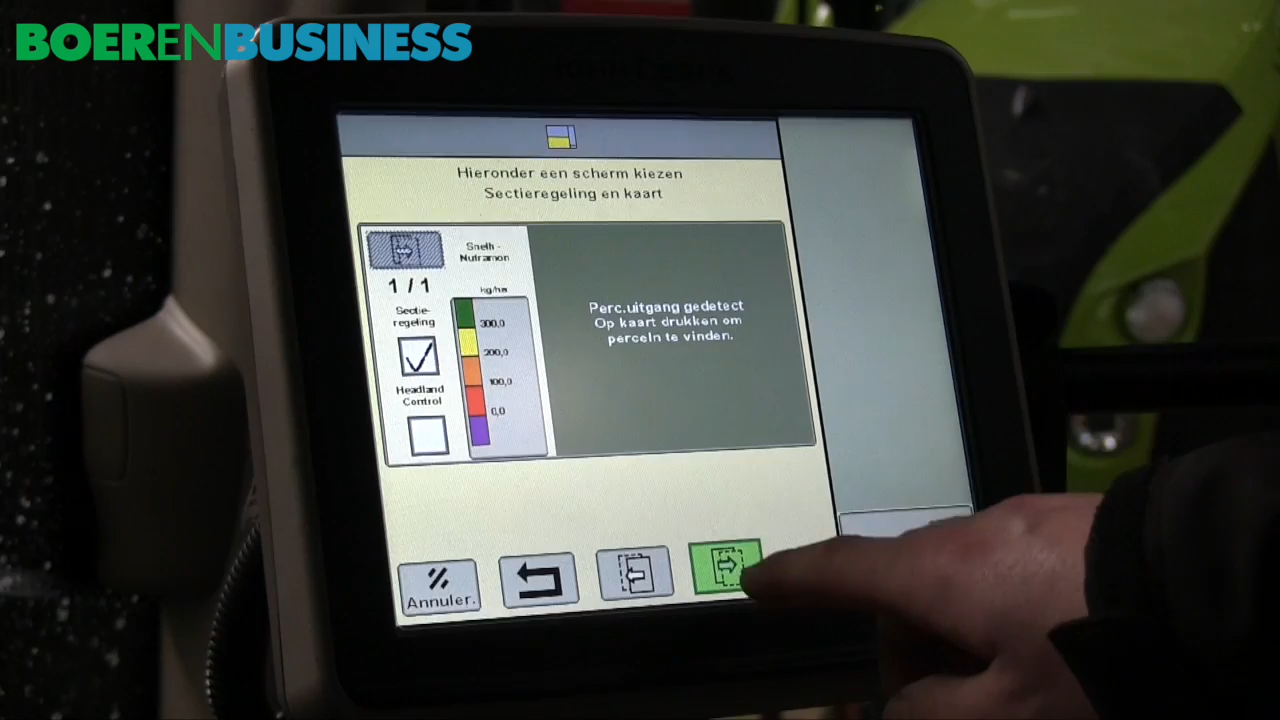 BOERENBUSINESS
Hieronder een scherm kiezen
Sectieregeling en kaart
Snelh -
Nutramon
1 / 1
kg/ha
Sectie-
regeling
300,0
200,0
100,0
0,0
Headland
Control
Perc.uitgang gedetect
Op kaart drukken om
perceln te vinden.
Annuler.